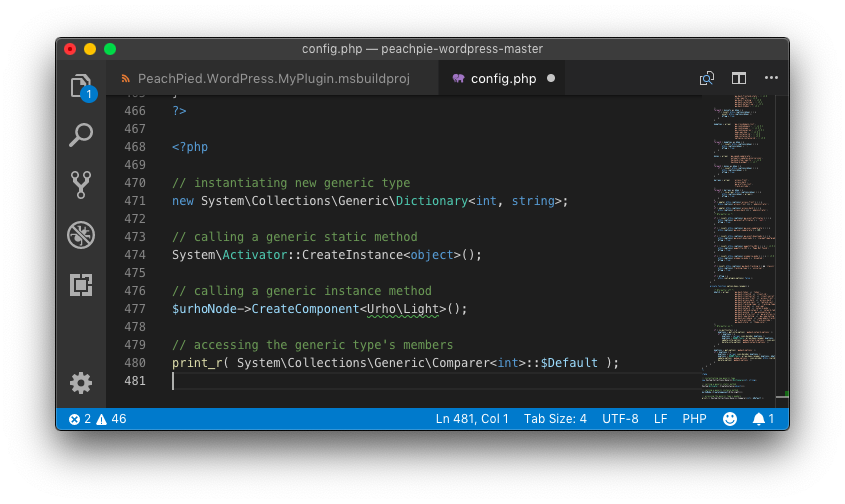 config.php — peachpie-wordpress-master
PeachPied.WordPress.MyPlugin.msbuildproj
config.php
1
466 ?>
467
468 <?php
469
470 // instantiating new generic type
471 new System\Collections\Generic\Dictionary<int, string>;
472
473 // calling a generic static method
474 System\Activator::CreateInstance<object>();
475
476 // calling a generic instance method
477 $urhoNode->CreateComponent<Urho\Light>();
478
479 // accessing the generic type's members
480 print_r( System\Collections\Generic\Comparer<int>::$Default );
481
2 46 Ln 481, Col 1 Tab Size: 4 UTF-8 LF PHP 1